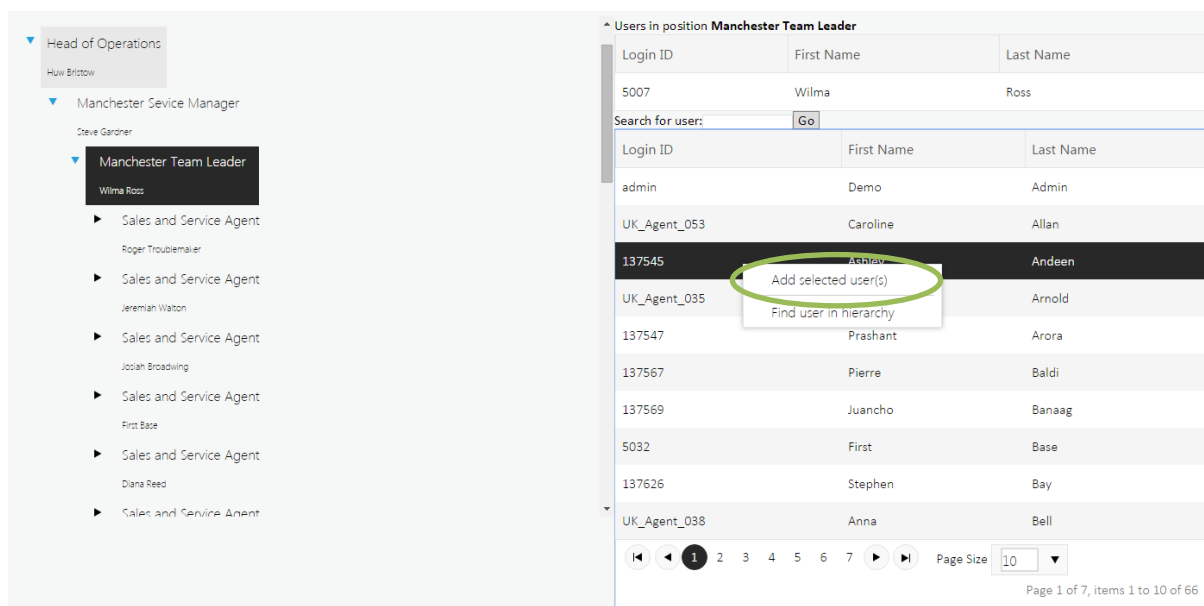 Head of Operations
Huw Bristow
Manchester Sevice Manager
Steve Gardner
Manchester Team Leader
Wilma Ross
Sales and Service Agent
Roger Troublemaker
Sales and Service Agent
Jeremiah Walton
Sales and Service Agent
Josiah Broadwing
Sales and Service Agent
First Base
Sales and Service Agent
Diana Reed
Sales and Service Agent
Users in position Manchester Team Leader
Login ID First Name Last Name
5007 Wilma Ross
Search for user: Go
Login ID First Name Last Name
admin Demo Admin
UK_Agent_053 Caroline Allan
137545 Ashley Andeen
Add selected user(s)
UK_Agent_035 Arnold
Find user in hierarchy
137547 Prashant Arora
137567 Pierre Baldi
137569 Juancho Banaag
5032 First Base
137626 Stephen Bay
UK_Agent_038 Anna Bell
1 2 3 4 5 6 7 Page Size 10
Page 1 of 7, items 1 to 10 of 66